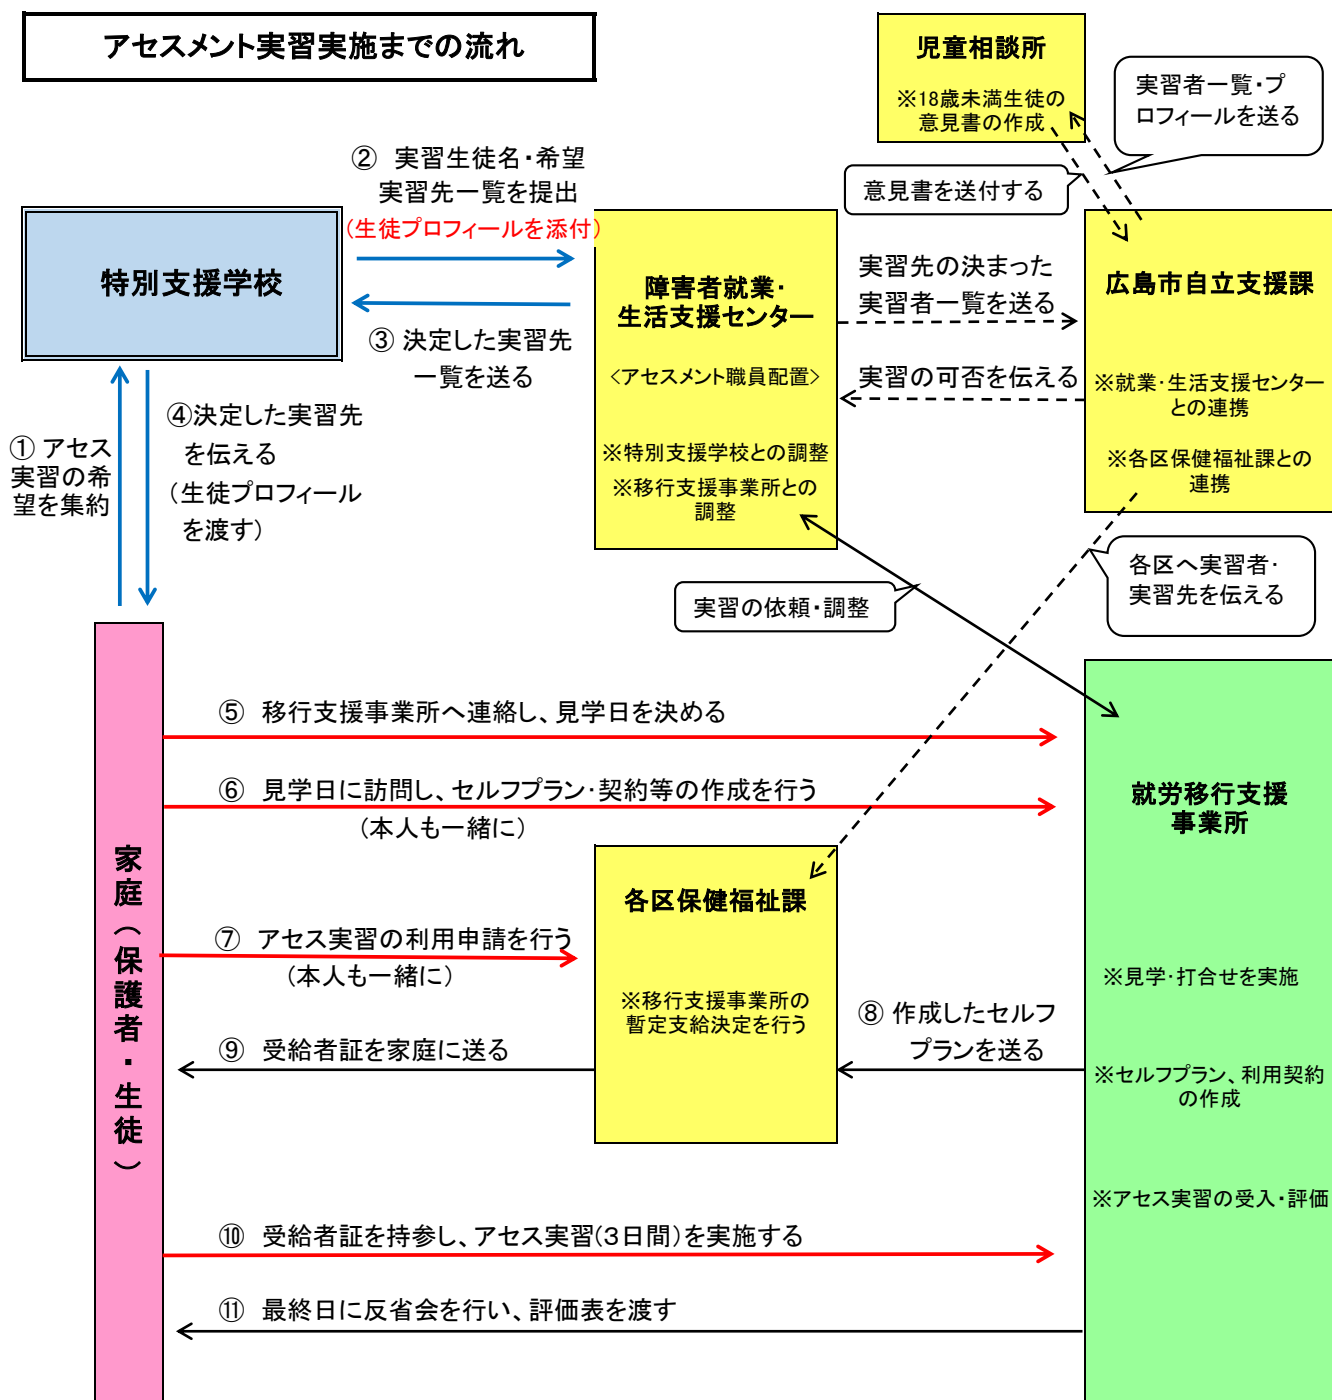 アセスメント実習実施までの流れ
児童相談所
※18歳未満生徒の
意見書の作成
実習者一覧・プ
ロフィールを送る
意見書を送付する
② 実習生徒名・希望
実習先一覧を提出
（生徒プロフィールを添付）
特別支援学校
③ 決定した実習先
一覧を送る
障害者就業・
生活支援センター
＜アセスメント職員配置＞
※特別支援学校との調整
※移行支援事業所との
調整
実習先の決まった
実習者一覧を送る
実習の可否を伝える
広島市自立支援課
※就業・生活支援センター
との連携
※各区保健福祉課との
連携
① アセス
実習の希
望を集約
④決定した実習先
を伝える
（生徒プロフィール
を渡す）
実習の依頼・調整
各区へ実習者・
実習先を伝える
家庭（保護者・生徒）
⑤ 移行支援事業所へ連絡し、見学日を決める
⑥ 見学日に訪問し、セルフプラン・契約等の作成を行う
（本人も一緒に）
就労移行支援
事業所
※見学・打合せを実施
※セルフプラン、利用契約
の作成
※アセス実習の受入・評価
各区保健福祉課
※移行支援事業所の
暫定支給決定を行う
⑦ アセス実習の利用申請を行う
（本人も一緒に）
⑧ 作成したセルフ
プランを送る
⑨ 受給者証を家庭に送る
⑩ 受給者証を持参し、アセス実習（３日間）を実施する
⑪ 最終日に反省会を行い、評価表を渡す